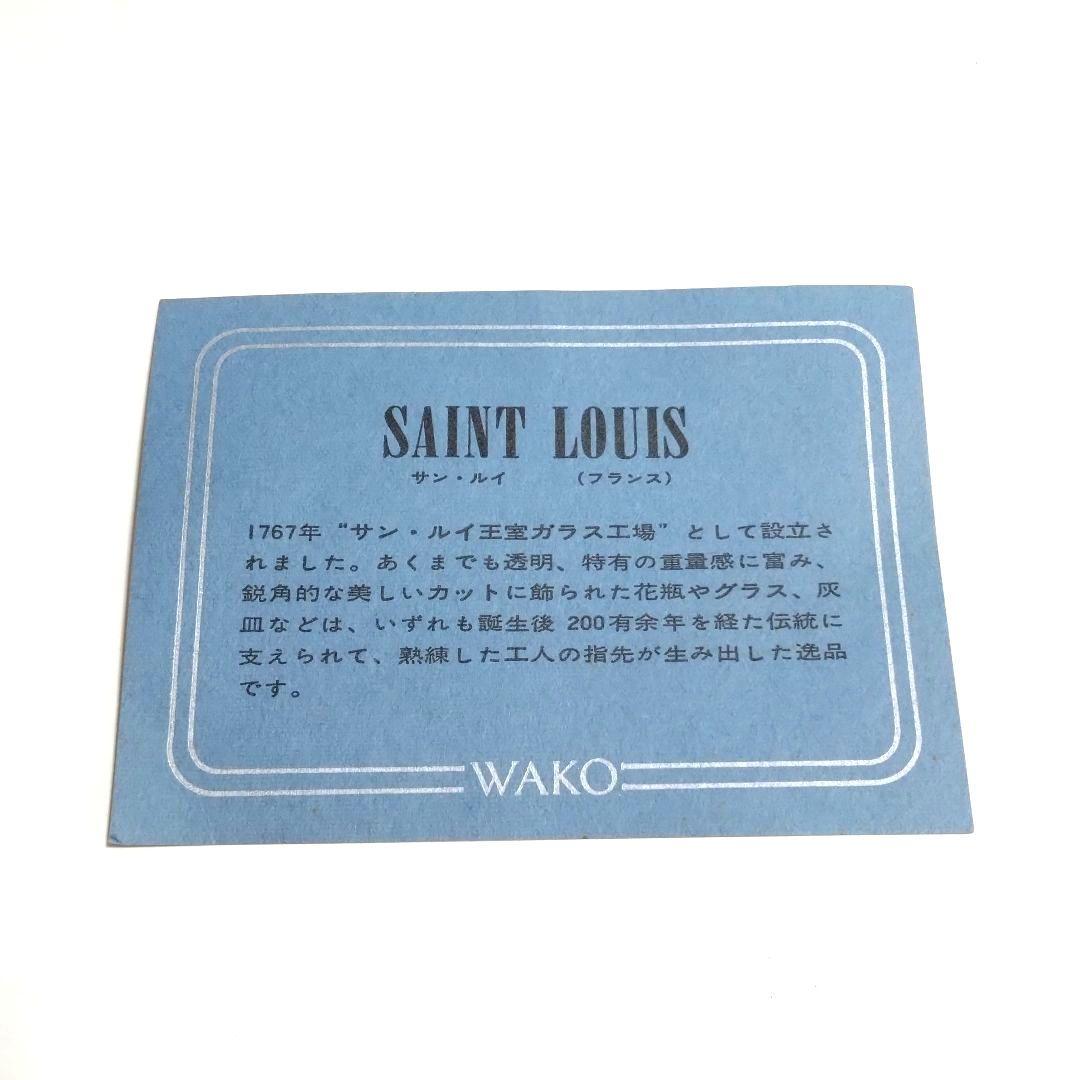 SAINT LOUIS
サン・ルイ （フランス）
1767年 “サン・ルイ王室ガラス工場” として設立さ
れました。あくまでも透明、特有の重量感に富み、
鋭角的な美しいカットに飾られた花瓶やグラス、灰
皿などは、いずれも誕生後 200有余年を経た伝統に
支えられて、熟練した工人の指先が生み出した逸品
です。
WAKO